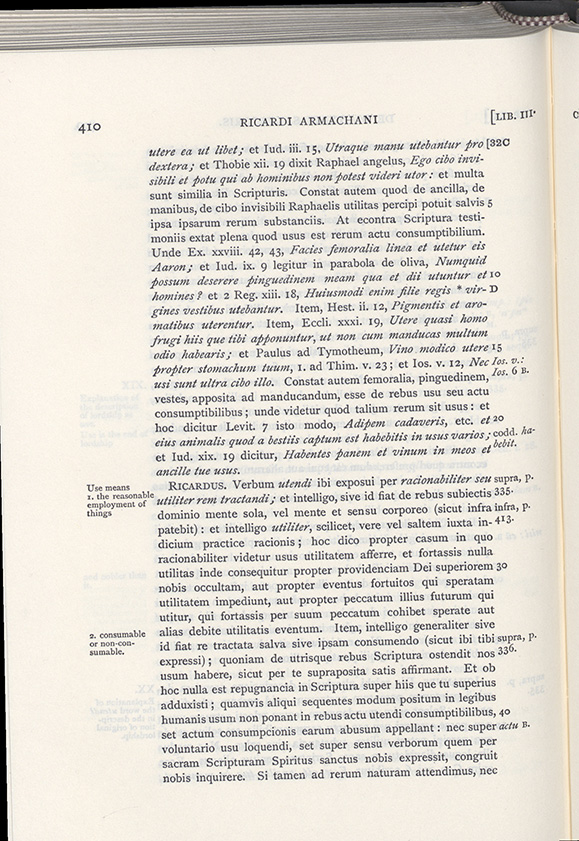 410 RICARDI ARMACHANI [LIB. III·
utere ea ut libet; et Iud. iii. 15, Utraque manu utebantur pro [32C
dextera; et Thobie xii. 19 dixit Raphael angelus, Ego cibo invi-
sibili et potu qui ab hominibus non potest videri utor: et multa
sunt similia in Scripturis. Constat autem quod de ancilla, de
manibus, de cibo invisibili Raphaelis utilitas percipi potuit salvis 5
ipsa ipsarum rerum substanciis. At econtra Scriptura testi-
moniis extat plena quod usus est rerum actu consumptibilium.
Unde Ex. xxviii. 42, 43, Facies femoralia linea et utetur eis
Aaron; et Iud. ix. 9 legitur in parabola de oliva, Numquid
possum deserere pinguedinem meam qua et dii utuntur et 10
homines? et 2 Reg. xiii. 18, Huiusmodi enim filie regis * vir- D
gines vestibus utebantur. Item, Hest. ii. 12, Pigmentis et aro-
matibus uterentur. Item, Eccli. xxxi. 19, Utere quasi homo
frugi hiis que tibi apponuntur, ut non cum manducas multum
odio habearis; et Paulus ad Tymotheum, Vino modico utere 15
propter stomachum tuum, 1. ad Thim. v. 23; et Ios. v. 12, Nec Ios. v.:
usi sunt ultra cibo illo. Constat autem femoralia, pinguedinem, Ios. 6 B.
vestes, apposita ad manducandum, esse de rebus usu seu actu
consumptibilibus; unde videtur quod talium rerum sit usus: et
hoc dicitur Levit. 7 isto modo, Adipem cadaveris, etc. et 20
eius animalis quod a bestiis captum est habebitis in usus varios; codd. ha-
et Iud. xix. 19 dicitur, Habentes panem et vinum in meos et bebit.
ancille tue usus.
Use means
1. the reasonable
employment of
things
RICARDUS. Verbum utendi ibi exposui per racionabiliter seu supra, p.
utiliter rem tractandi; et intelligo, sive id fiat de rebus subiectis 335·
dominio mente sola, vel mente et sensu corporeo (sicut infra infra, p.
patebit): et intelligo utiliter, scilicet, vere vel saltem iuxta in- 413·
dicium practice racionis; hoc dico propter casum in quo
racionabiliter videtur usus utilitatem afferre, et fortassis nulla
utilitas inde consequitur propter providenciam Dei superiorem 30
nobis occultam, aut propter eventus fortuitos qui speratam
utilitatem impediunt, aut propter peccatum illius futurum qui
utitur, qui fortassis per suum peccatum cohibet sperate aut
2. consumable
or non-con-
sumable.
alias debite utilitatis eventum. Item, intelligo generaliter sive
id fiat re tractata salva sive ipsam consumendo (sicut ibi tibi supra, p.
expressi); quoniam de utrisque rebus Scriptura ostendit nos 336.
usum habere, sicut per te supraposita satis affirmant. Et ob
hoc nulla est repugnancia in Scriptura super hiis que tu superius
adduxisti; quamvis aliqui sequentes modum positum in legibus
humanis usum non ponant in rebus actu utendi consumptibilibus, 40
set actum consumpcionis earum abusum appellant: nec super actu B.
voluntario usu loquendi, set super sensu verborum quem per
sacram Scripturam Spiritus sanctus nobis expressit, congruit
nobis inquirere. Si tamen ad rerum naturam attendimus, nec